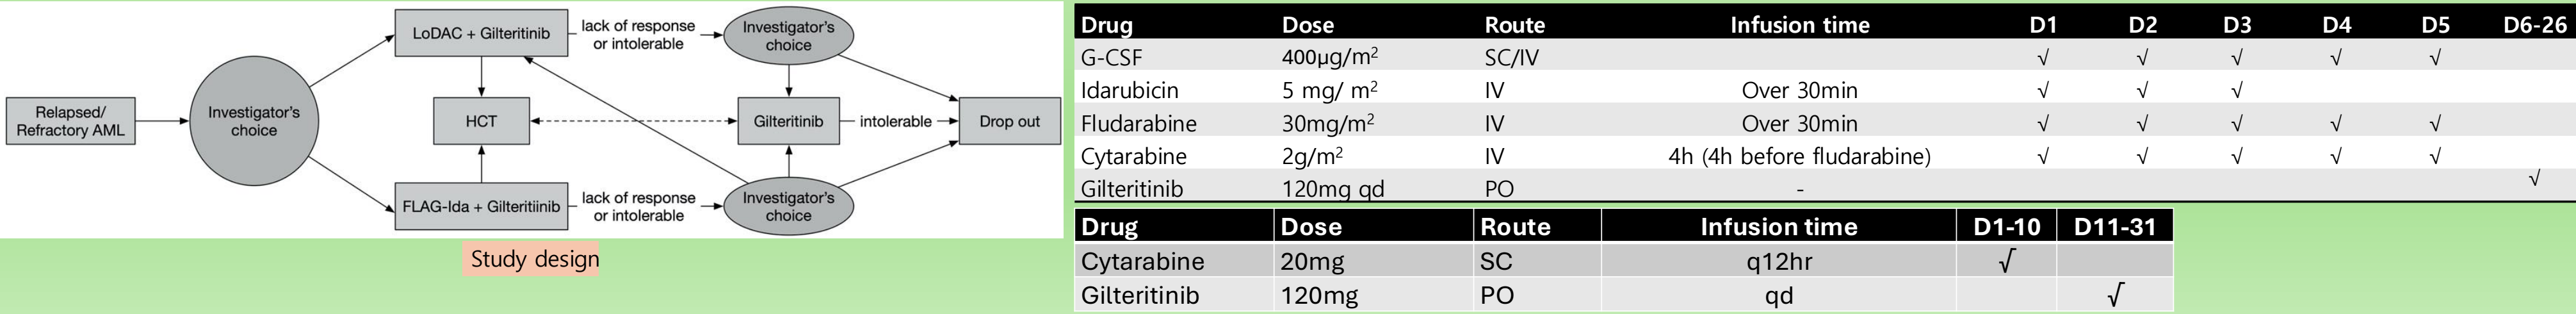 Relapsed/
Refractory AML
Investigator's
choice
LoDAC + Gilteritinib
lack of response
or intolerable
Investigator's
choice
HCT
Gilteritinib
intolerable
Drop out
FLAG-Ida + Gilteritiinib
lack of response
or intolerable
Investigator's
choice
Study design
Drug Dose Route Infusion time D1 D2 D3 D4 D5 D6-26
G-CSF 400μg/m² SC/IV √ √ √ √ √
Idarubicin 5 mg/ m² IV Over 30min √ √ √
Fludarabine 30mg/m² IV Over 30min √ √ √ √ √
Cytarabine 2g/m² IV 4h (4h before fludarabine) √ √ √ √ √
Gilteritinib 120mg qd PO - √
Drug Dose Route Infusion time D1-10 D11-31
Cytarabine 20mg SC q12hr √
Gilteritinib 120mg PO qd √